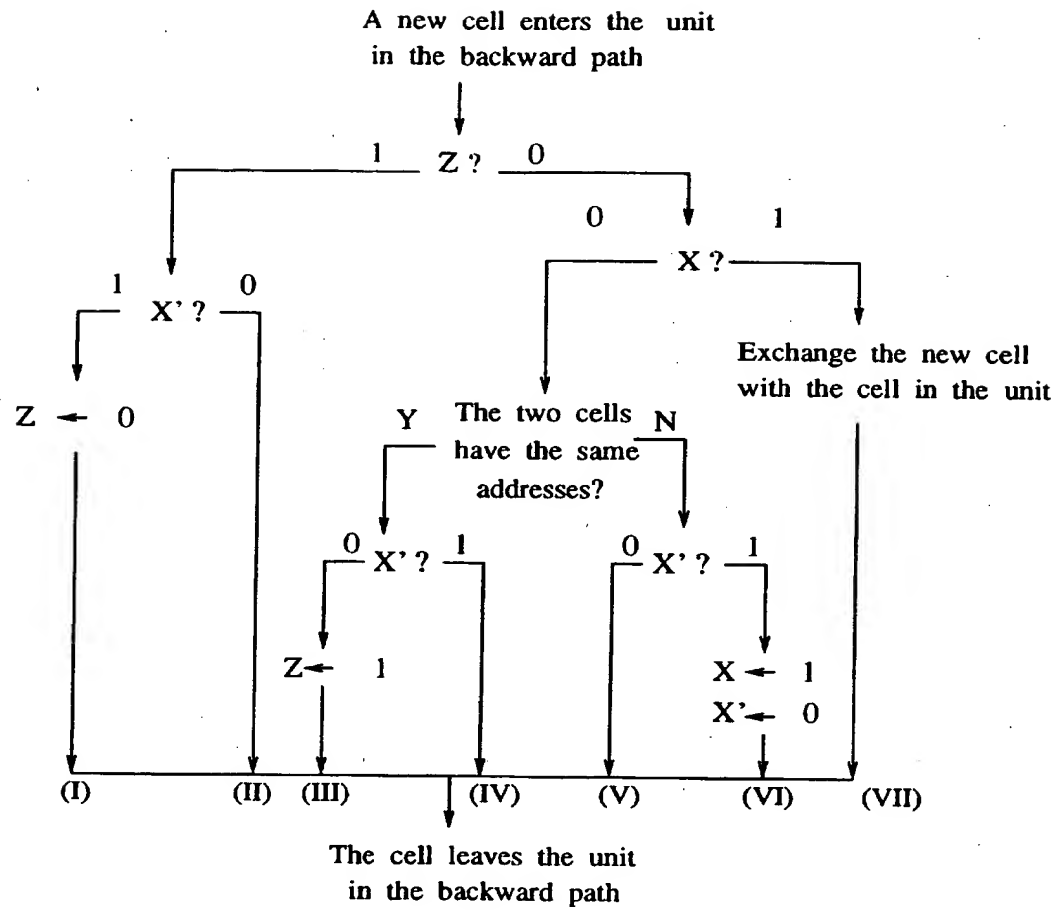 A new cell enters the unit
in the backward path
1 Z ? 0
0 1
X ?
1 X' ? 0
Exchange the new cell
with the cell in the unit
Z ← 0
Y The two cells N
have the same
addresses?
0 X' ? 1 0 X' ? 1
Z ← 1 X ← 1
X' ← 0
(I) (II) (III) (IV) (V) (VI) (VII)
The cell leaves the unit
in the backward path